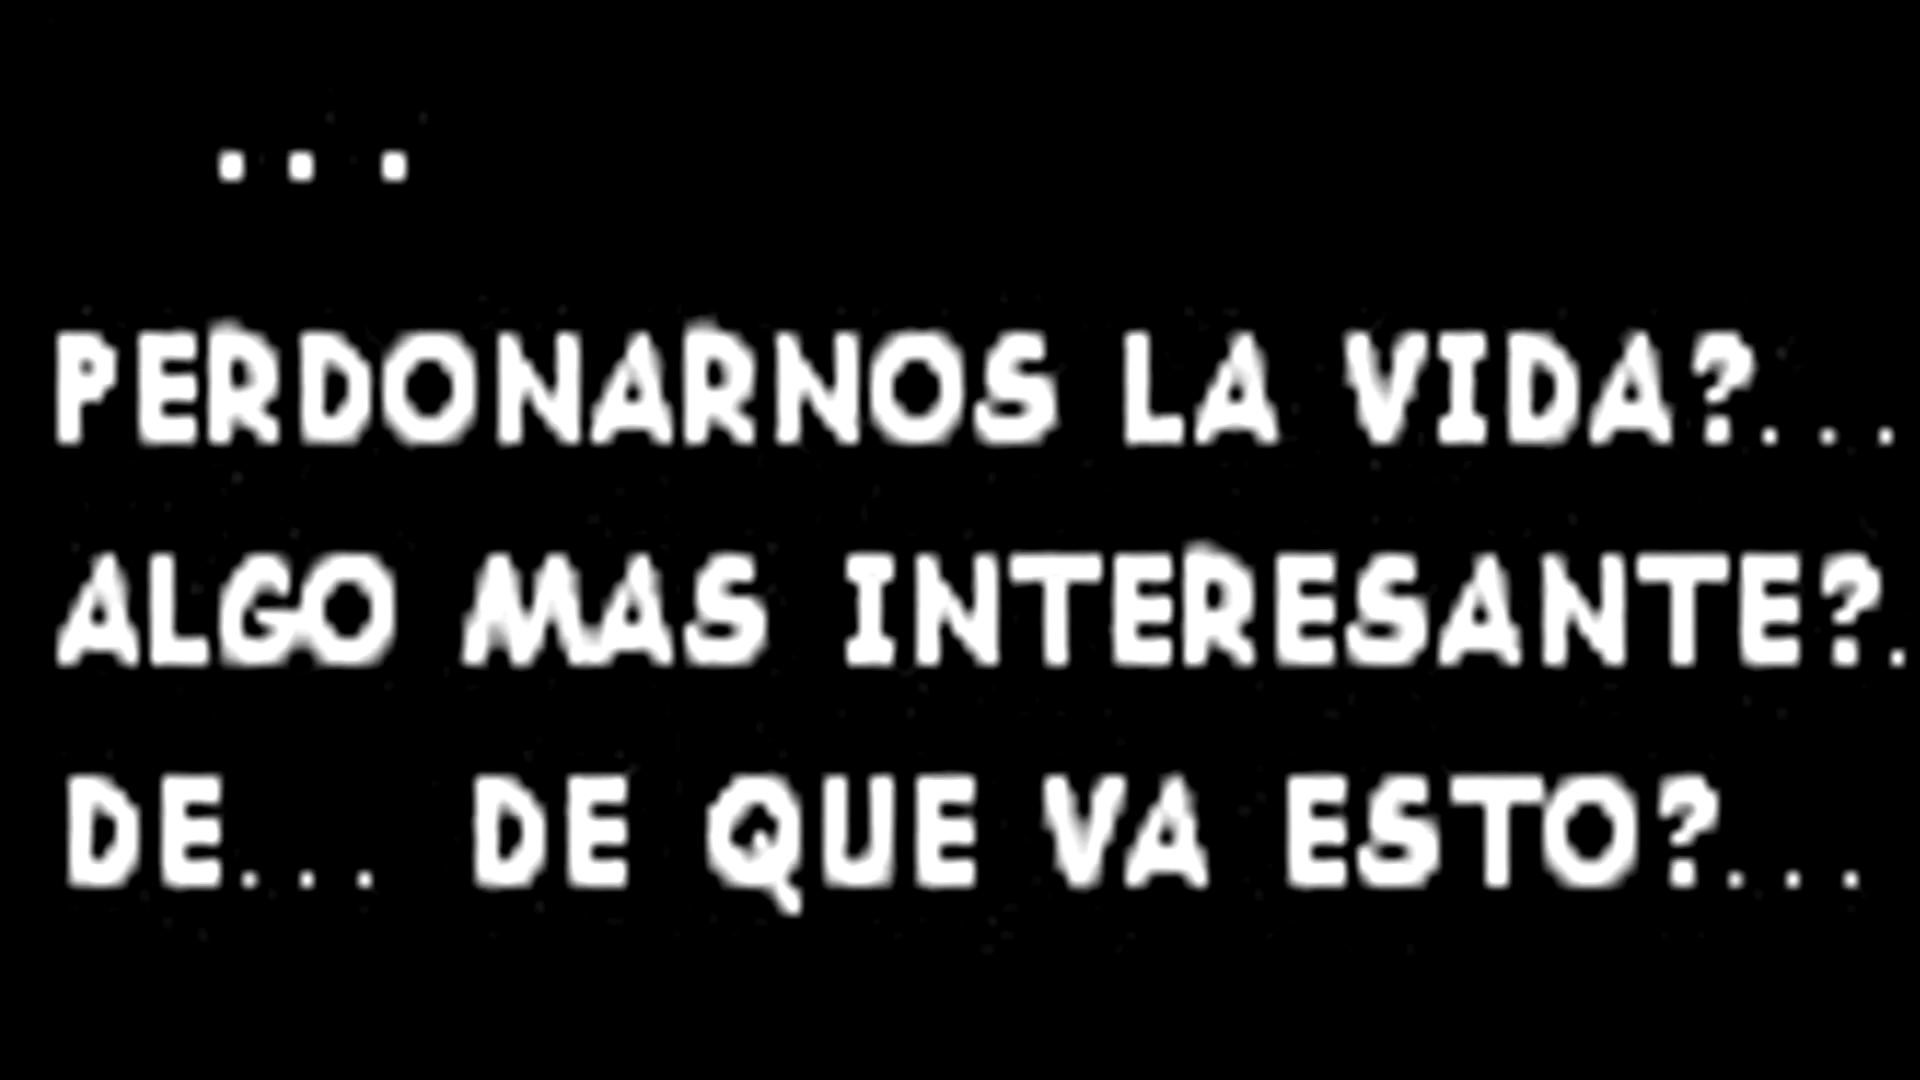 ...
PERDONARNOS LA VIDA?...
ALGO MAS INTERESANTE?.
DE... DE QUE VA ESTO?...